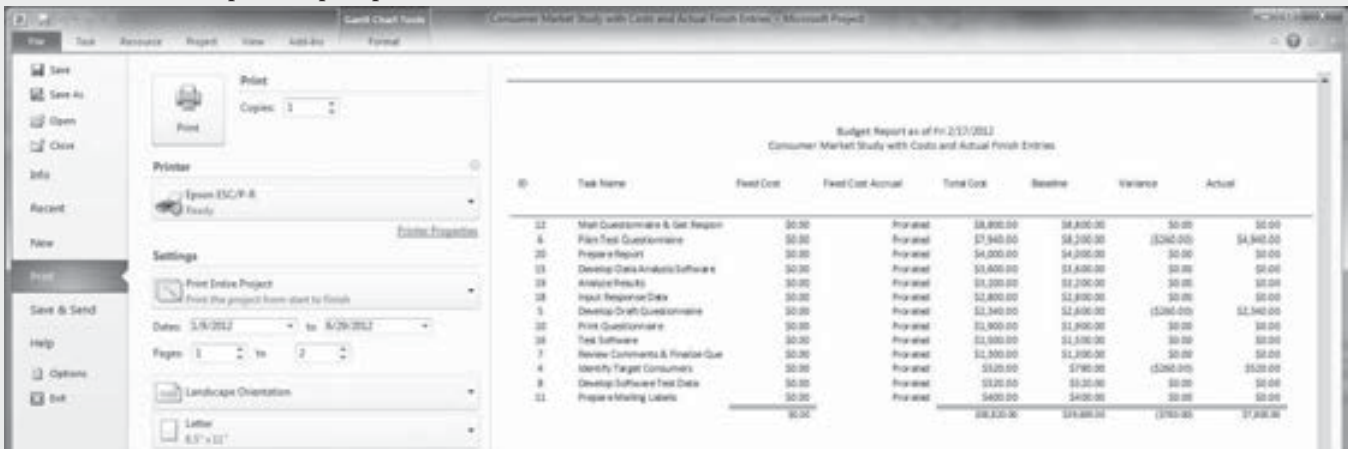 Gantt Chart Tools
Consumer Market Study with Costs and Actual Finish Entries - Microsoft Project
File Task Resource Project View Add-Ins Format
Save
Save As
Open
Close
Info
Recent
New
Print
Save & Send
Help
Options
Exit
Print
Print
Copies: 1
Printer
Epson ESC/P-R
Ready
Printer Properties
Settings
Print Entire Project
Print the project from start to finish
Dates: to 6/29/2012
Pages: 1 to 2
Landscape Orientation
Letter
8.5" x 11"
Budget Report as of Fri 2/17/2012
Consumer Market Study with Costs and Actual Finish Entries
ID Task Name Fixed Cost Fixed Cost Accrual Total Cost Baseline Variance Actual
12 Mail Questionnaire & Get Respon $0.00 Prorated $8,800.00 $8,800.00 $0.00 $0.00
6 Pilot-Test Questionnaire $0.00 Prorated $7,940.00 $8,200.00 ($260.00) $4,940.00
20 Prepare Report $0.00 Prorated $4,000.00 $4,000.00 $0.00 $0.00
Develop Data Analysis Software $0.00 Prorated $3,600.00 $3,600.00 $0.00 $0.00
19 Analyze Results $0.00 Prorated $3,200.00 $3,200.00 $0.00 $0.00
18 Input Response Data $0.00 Prorated $2,800.00 $2,800.00 $0.00 $0.00
5 Develop Draft Questionnaire $0.00 Prorated $2,340.00 $2,600.00 ($260.00) $2,340.00
10 Print Questionnaire $0.00 Prorated $1,900.00 $1,900.00 $0.00 $0.00
16 Test Software $0.00 Prorated $0.00 $0.00
7 Review Comments & Finalize Que $0.00 Prorated $1,300.00 $0.00 $0.00
4 Identify Target Consumers $0.00 Prorated $520.00 $780.00 ($260.00) $520.00
8 Develop Software Test Data $0.00 Prorated $520.00 $520.00 $0.00 $0.00
11 Prepare Mailing Labels $0.00 Prorated $400.00 $400.00 $0.00 $0.00
$0.00